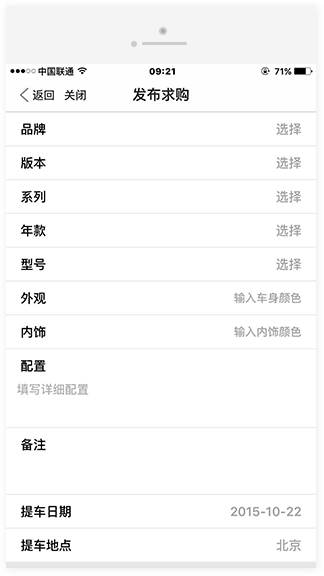 中国联通 09:21 71%
返回 关闭 发布求购
品牌 选择
版本 选择
系列 选择
年款 选择
型号 选择
外观 输入车身颜色
内饰 输入内饰颜色
配置
填写详细配置
备注
提车日期 2015-10-22
提车地点 北京